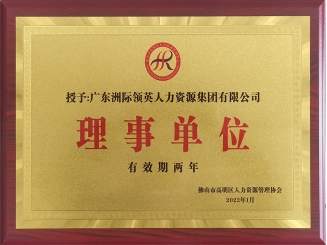 授予:广东洲际领英人力资源集团有限公司
理事单位
有效期两年
佛山市高明区人力资源管理协会
2022年1月